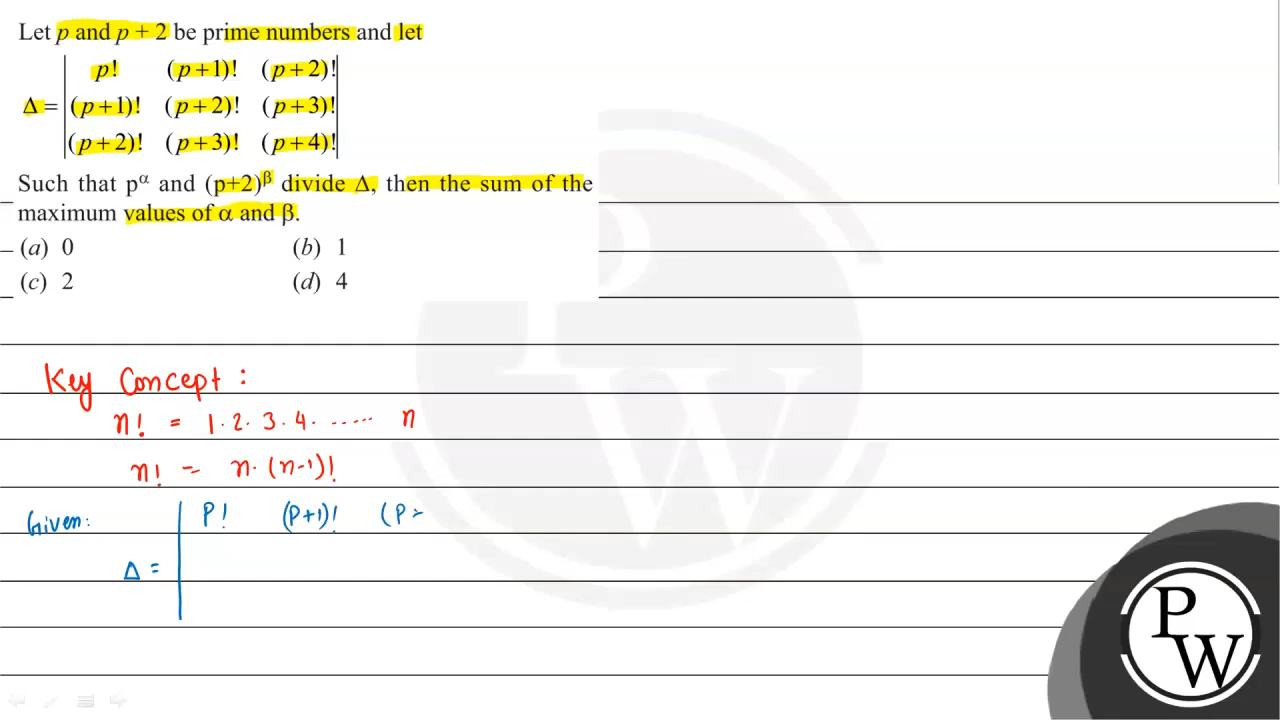 Let p and p + 2 be prime numbers and let
Δ = | p! (p+1)! (p+2)! |
| (p+1)! (p+2)! (p+3)! |
| (p+2)! (p+3)! (p+4)! |
Such that p^α and (p+2)^β divide Δ, then the sum of the
maximum values of α and β.
(a) 0 (b) 1
(c) 2 (d) 4
Key Concept :
n! = 1 . 2 . 3 . 4 . ..... n
n! = n . (n-1)!
Given: | P! (P+1)! (P
Δ =
PW
PW